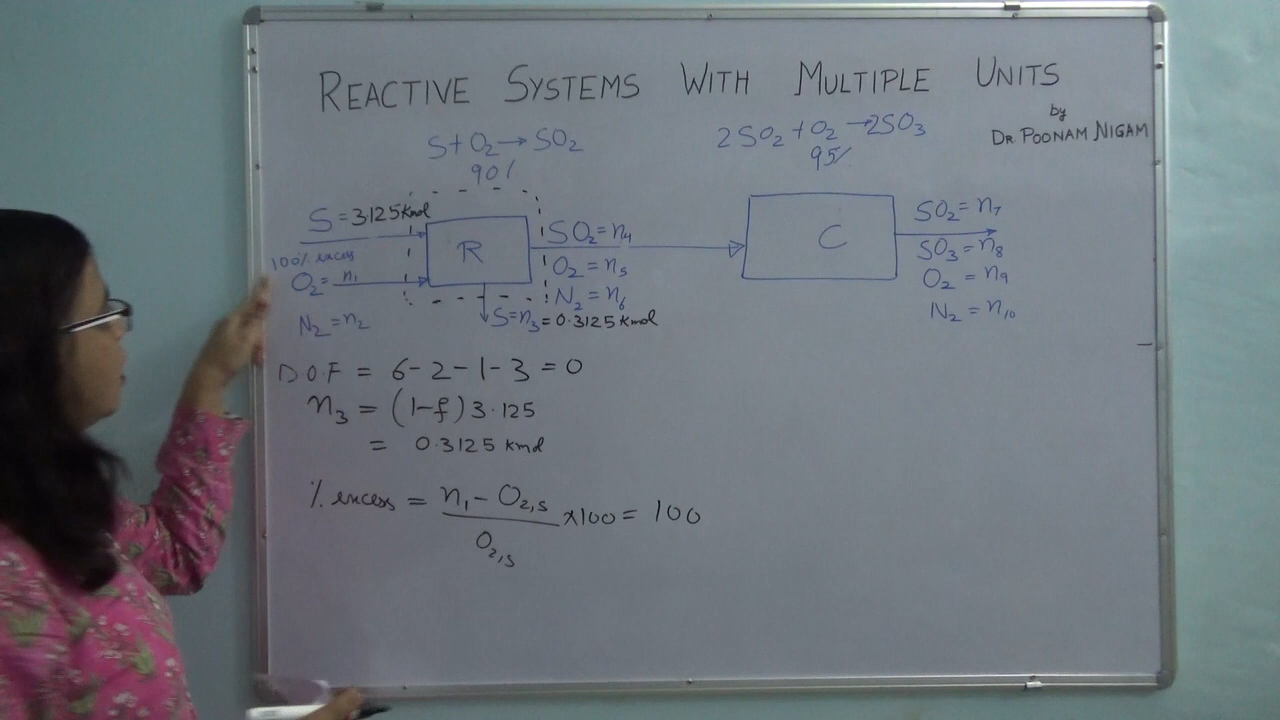 REACTIVE SYSTEMS WITH MULTIPLE UNITS
by
DR POONAM NIGAM
S + O₂ → SO₂
90%
2SO₂ + O₂ → 2SO₃
95%
S = 3.125 Kmol
100% excess
O₂ = n₁
N₂ = n₂
R
SO₂ = n₄
O₂ = n₅
N₂ = n₆
S = n₃ = 0.3125 Kmol
C
SO₂ = n₇
SO₃ = n₈
O₂ = n₉
N₂ = n₁₀
D.O.F = 6 - 2 - 1 - 3 = 0
n₃ = (1-f) 3.125
= 0.3125 kmol
% excess = n₁ - O₂,s / O₂,s × 100 = 100